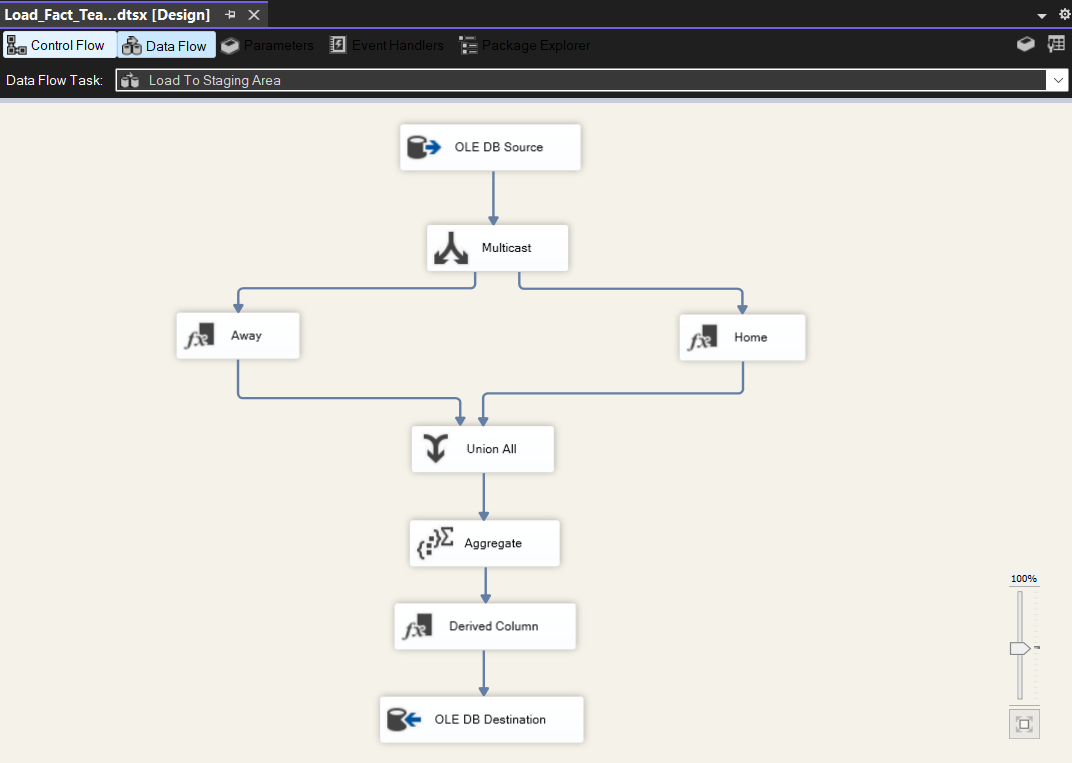 Load_Fact_Tea...dtsx [Design]
Control Flow Data Flow Parameters Event Handlers Package Explorer
Data Flow Task: Load To Staging Area
OLE DB Source
Multicast
Away
Home
Union All
Aggregate
Derived Column
OLE DB Destination
100%